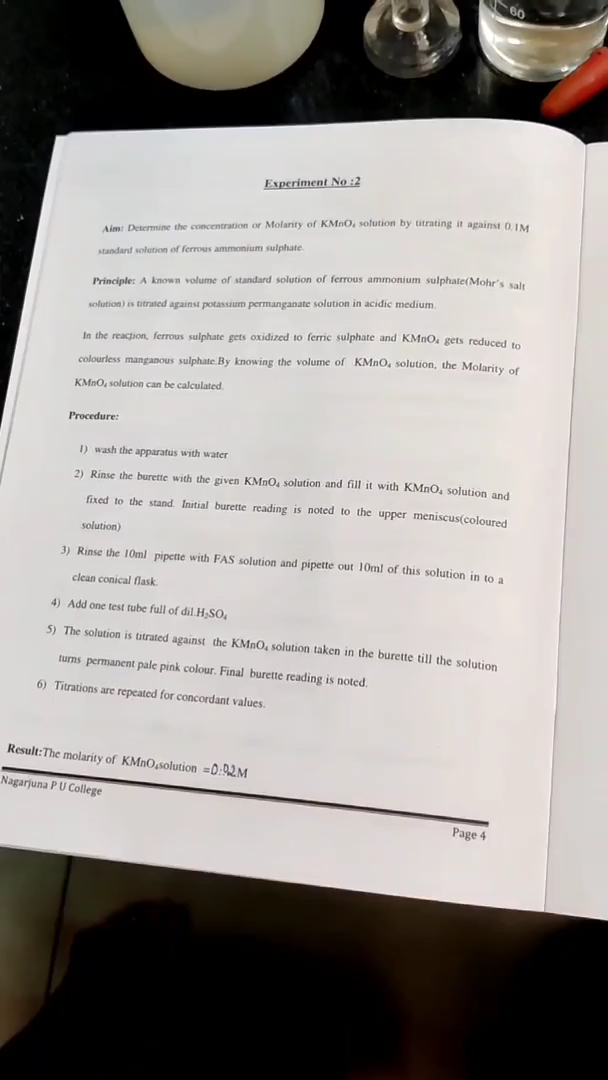 60
Experiment No :2
Aim: Determine the concentration or Molarity of KMnO₄ solution by titrating it against 0.1M
standard solution of ferrous ammonium sulphate.
Principle: A known volume of standard solution of ferrous ammonium sulphate(Mohr's salt
solution) is titrated against potassium permanganate solution in acidic medium.
In the reaction, ferrous sulphate gets oxidized to ferric sulphate and KMnO₄ gets reduced to
colourless manganous sulphate.By knowing the volume of KMnO₄ solution, the Molarity of
KMnO₄ solution can be calculated.
Procedure:
1) wash the apparatus with water
2) Rinse the burette with the given KMnO₄ solution and fill it with KMnO₄ solution and
fixed to the stand. Initial burette reading is noted to the upper meniscus(coloured
solution)
3) Rinse the 10ml pipette with FAS solution and pipette out 10ml of this solution in to a
clean conical flask.
4) Add one test tube full of dil.H₂SO₄
5) The solution is titrated against the KMnO₄ solution taken in the burette till the solution
turns permanent pale pink colour. Final burette reading is noted.
6) Titrations are repeated for concordant values.
Result:The molarity of KMnO₄solution =
Nagarjuna P U College
Page 4